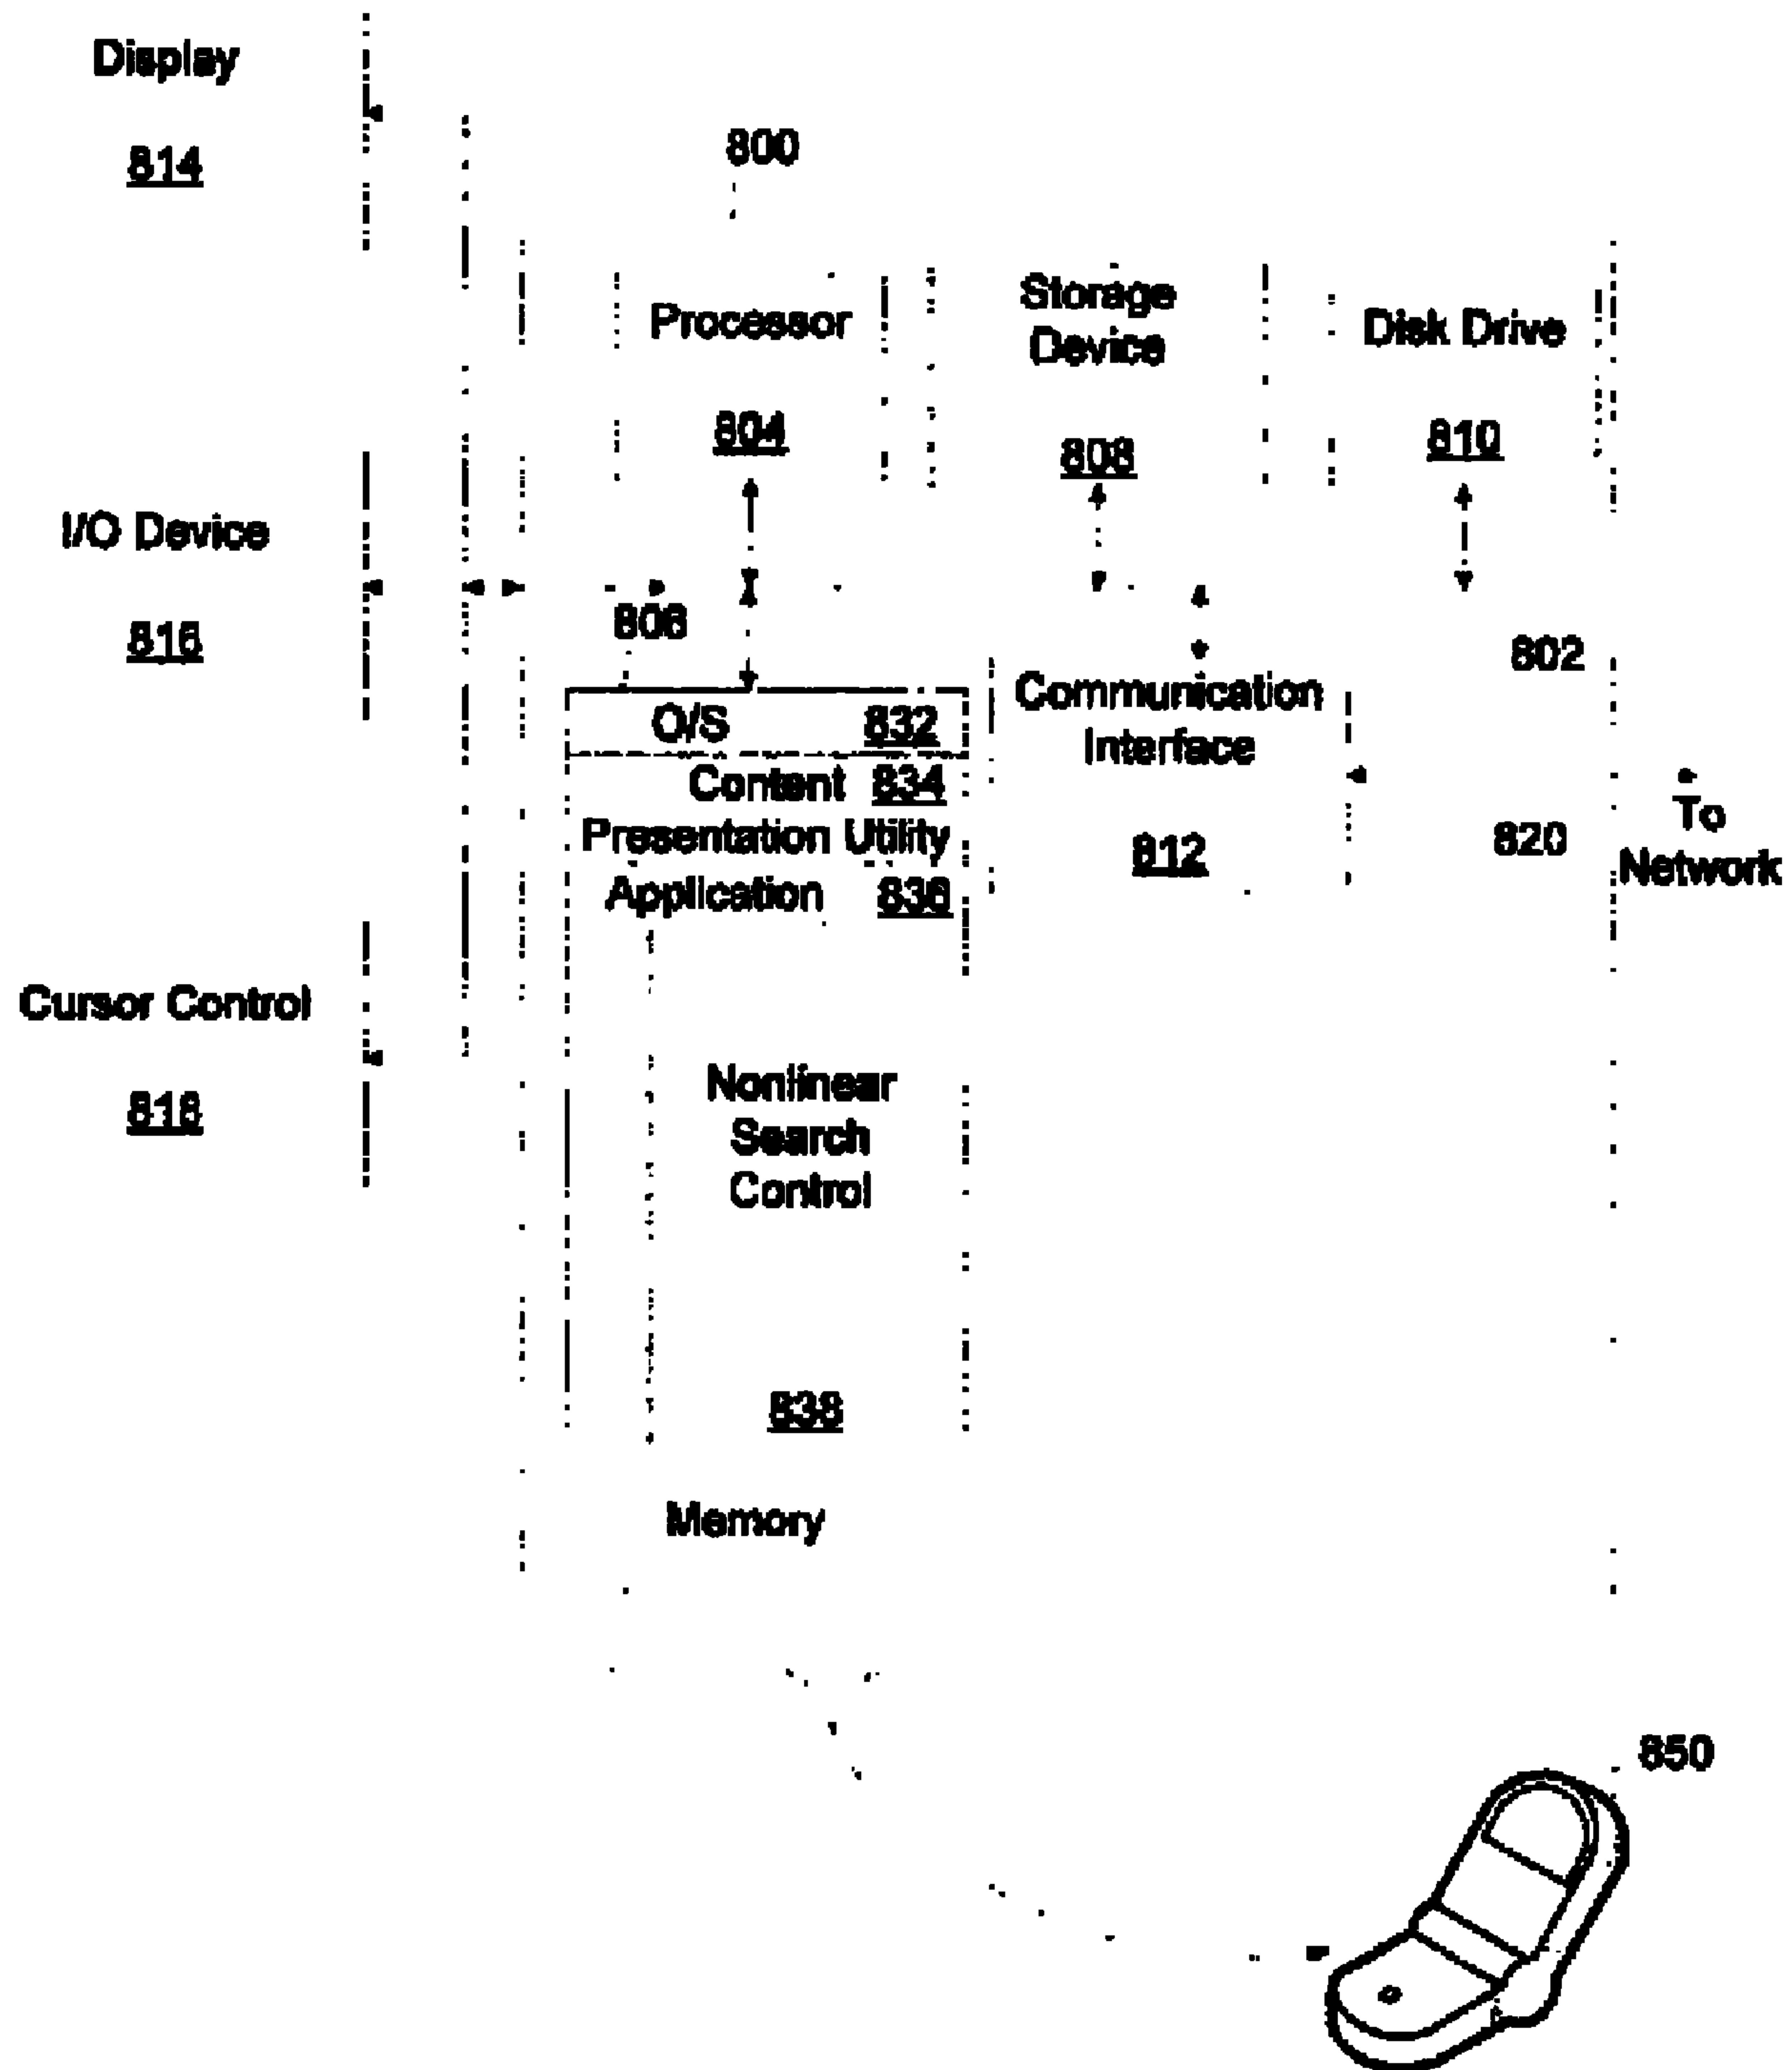 Display
814
800
Processor
804
Storage
Device
808
Disk Drive
810
I/O Device
816
806
802
O/S 832
Content 834
Presentation Utility
Application 836
Communication
Interface
812
820
To
Network
Cursor Control
818
Nonlinear
Search
Control
838
Memory
850